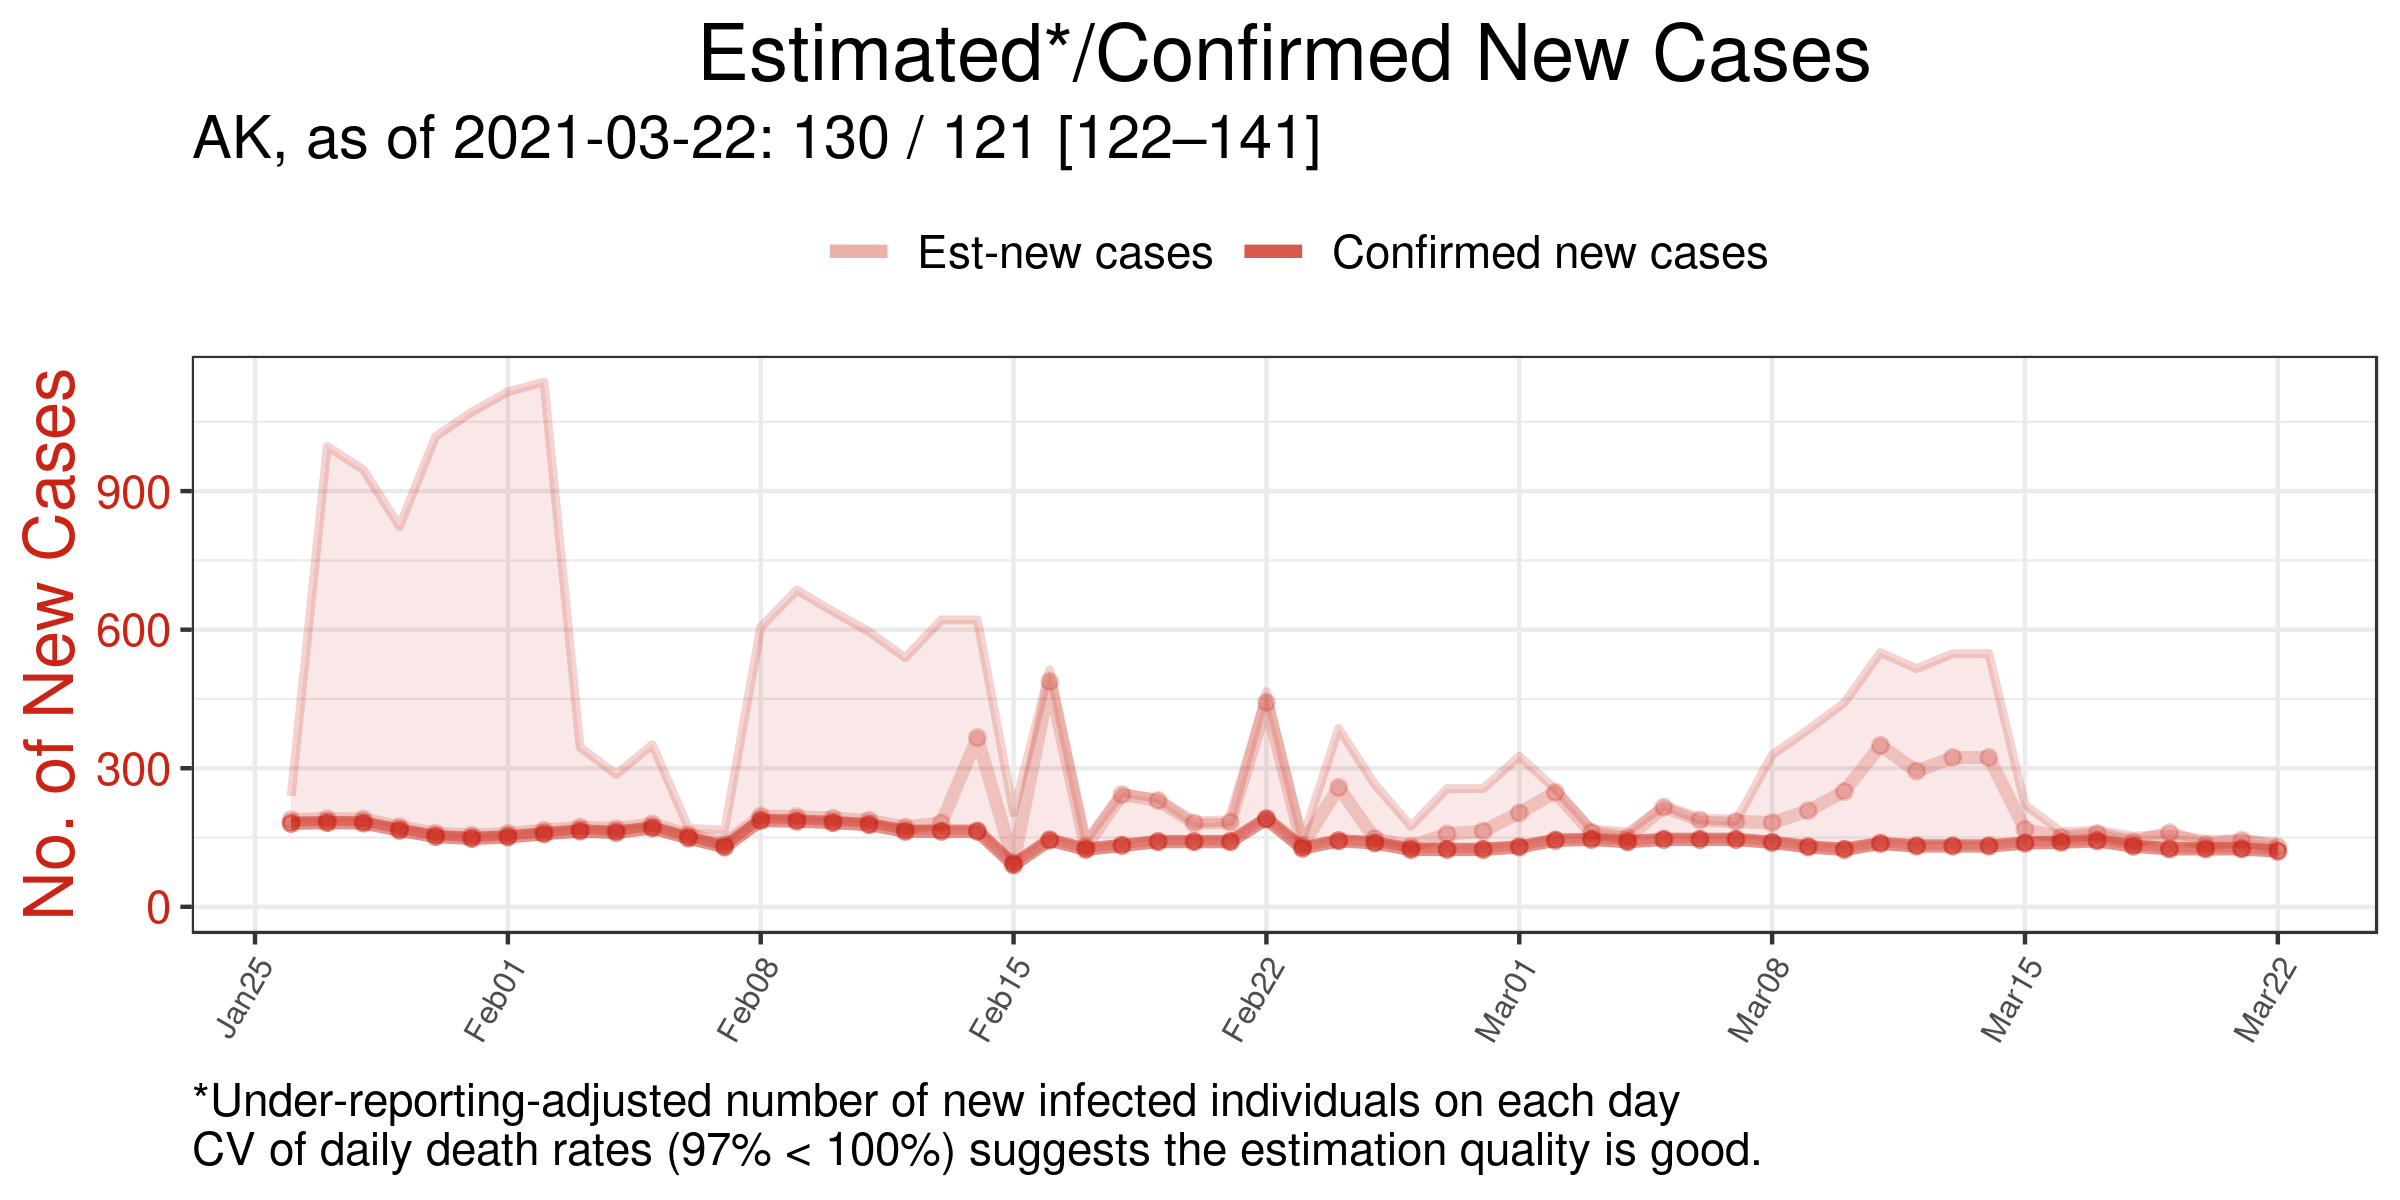 Estimated*/Confirmed New Cases
AK, as of 2021-03-22: 130 / 121 [122–141]
Est-new cases Confirmed new cases
No. of New Cases
900
600
300
0
Jan25 Feb01 Feb08 Feb15 Feb22 Mar01 Mar08 Mar15 Mar22
*Under-reporting-adjusted number of new infected individuals on each day
CV of daily death rates (97% < 100%) suggests the estimation quality is good.